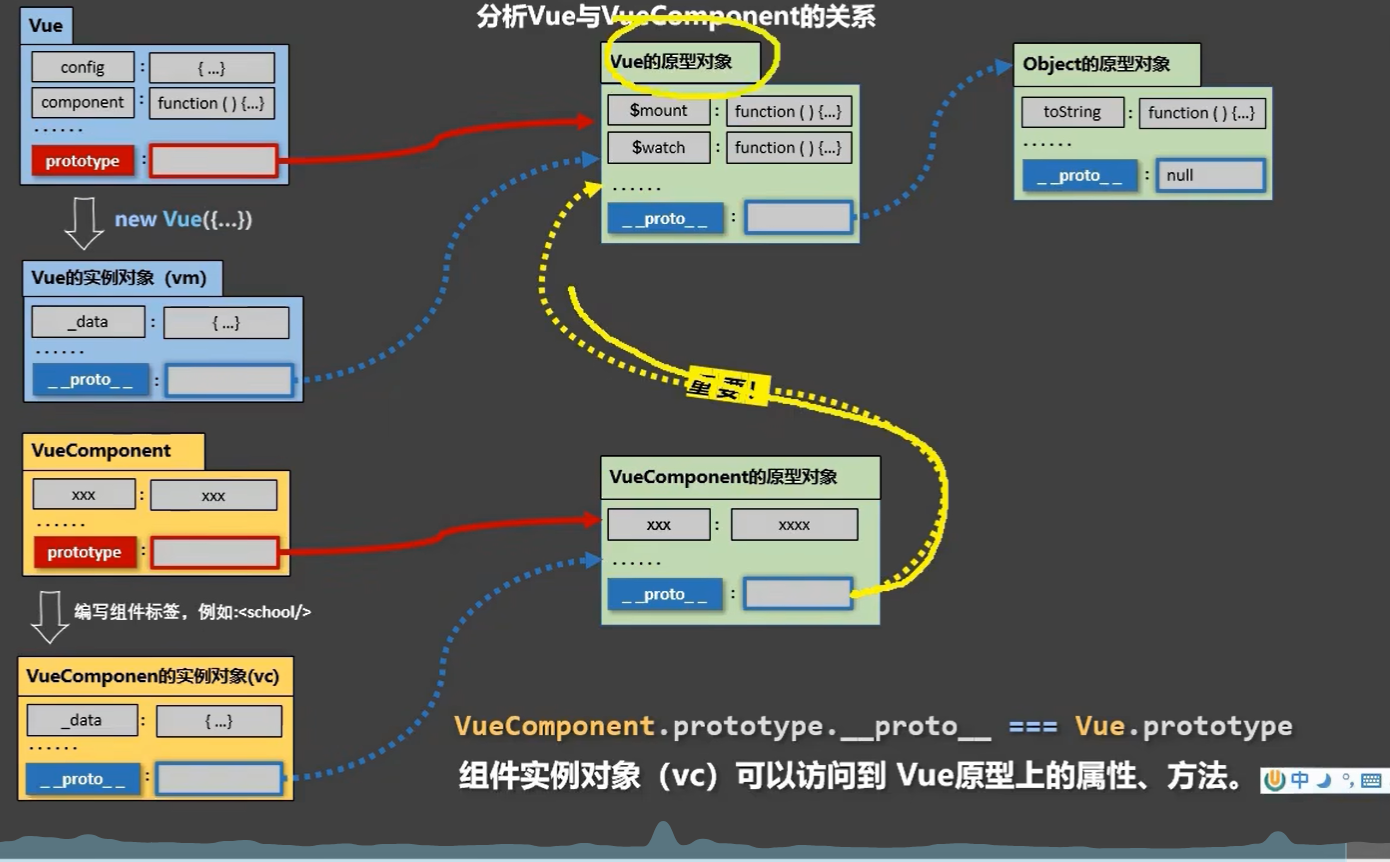 分析Vue与VueComponent的关系
Vue
config : { ...}
component : function ( ) {...}
......
prototype :
new Vue({...})
Vue的实例对象（vm）
_data : { ...}
......
__proto__ :
VueComponent
xxx : xxx
......
prototype :
编写组件标签，例如:<school/>
VueComponen的实例对象(vc)
_data : { ...}
......
__proto__ :
Vue的原型对象
$mount : function ( ) {...}
$watch : function ( ) {...}
......
__proto__ :
Object的原型对象
toString : function ( ) {...}
......
__proto__ : null
重要!
VueComponent的原型对象
xxx : xxxx
......
__proto__ :
VueComponent.prototype.__proto__ === Vue.prototype
组件实例对象（vc）可以访问到 Vue原型上的属性、方法。
中